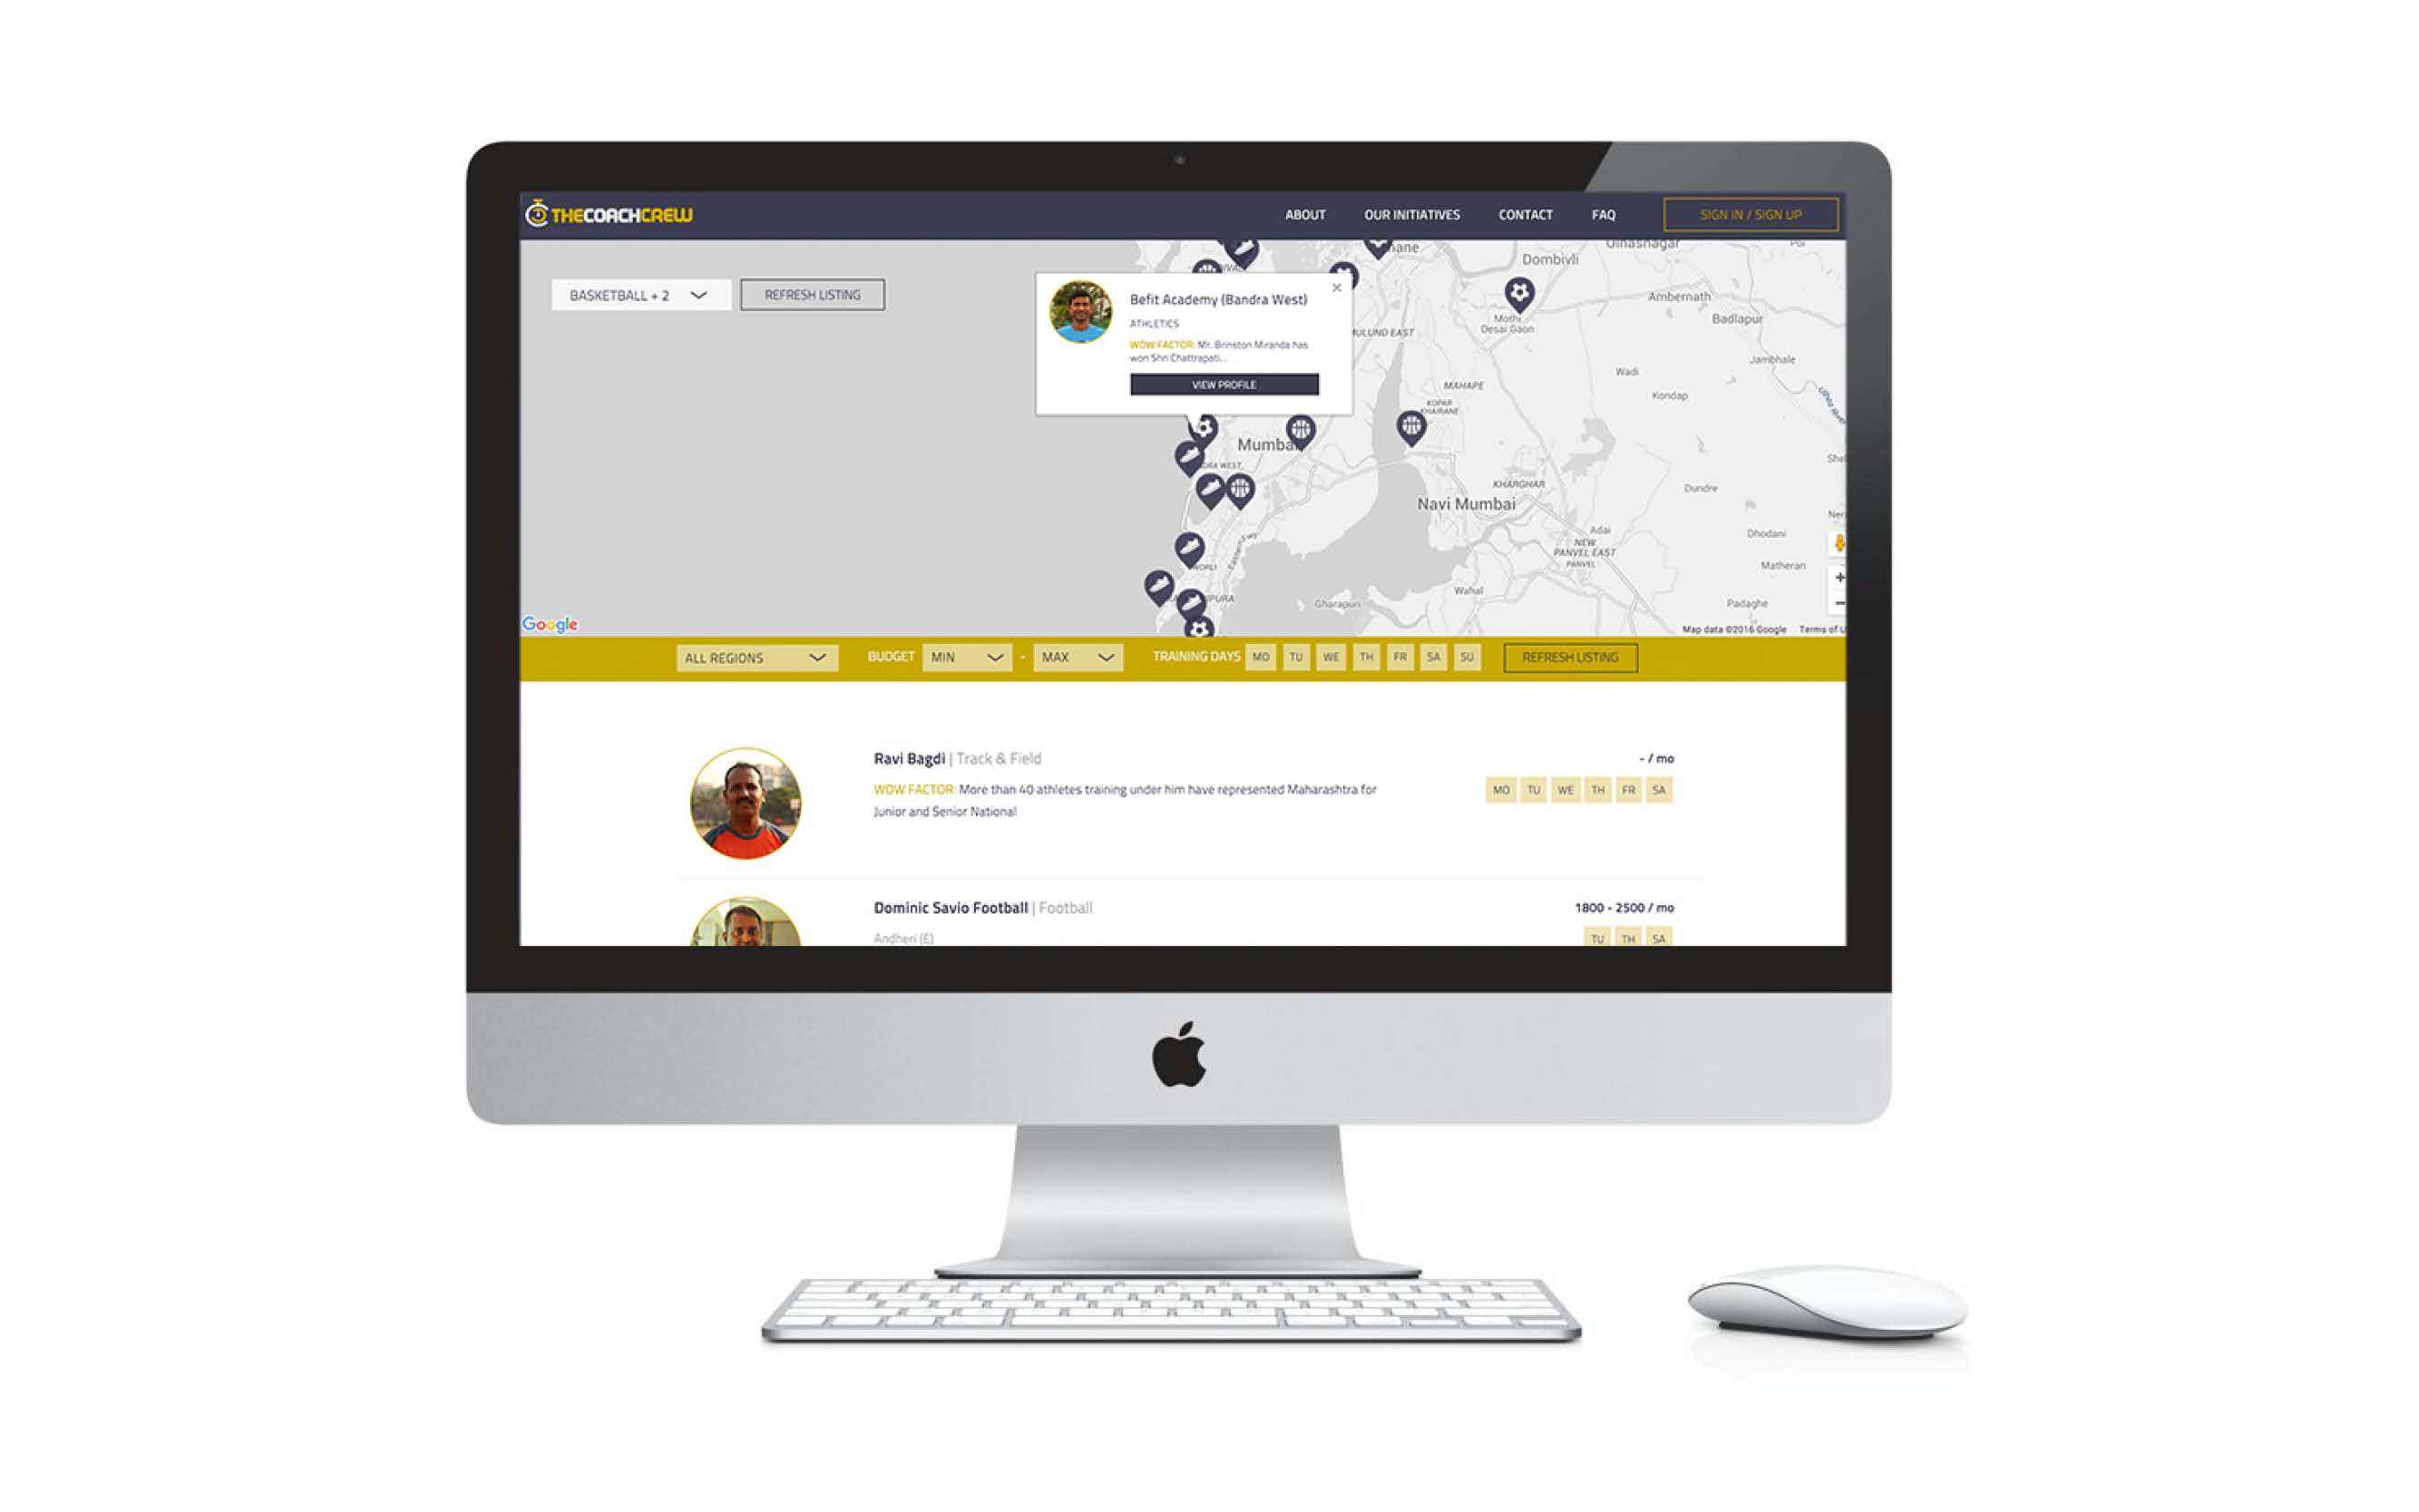 THECOACHCREW
ABOUT
OUR INITIATIVES
CONTACT
FAQ
SIGN IN / SIGN UP
BASKETBALL + 2
REFRESH LISTING
Befit Academy (Bandra West)
ATHLETICS
WOW FACTOR: Mr. Brinston Miranda has
won Shri Chattrapati...
VIEW PROFILE
Ulhasnagar
Dombivli
Ambernath
Badlapur
Mothi
Desai Gaon
MULUND EAST
Jambhale
Wadi
MAHAPE
Kondap
KOPAR
KHAIRANE
Ulhas River
Mumbai
KHARGHAR
Dundre
Navi Mumbai
Adai
NEW
PANVEL EAST
PANVEL
Dhodani
Matheran
WORLI
Eastern Fwy
Wahal
Gharapuri
Padaghe
Google
Map data ©2016 Google
Terms of U
ALL REGIONS
BUDGET
MIN
-
MAX
TRAINING DAYS
MO TU WE TH FR SA SU
REFRESH LISTING
Ravi Bagdi | Track & Field
- / mo
WOW FACTOR: More than 40 athletes training under him have represented Maharashtra for
Junior and Senior National
MO TU WE TH FR SA
Dominic Savio Football | Football
1800 - 2500 / mo
Andheri (E)
TU TH SA